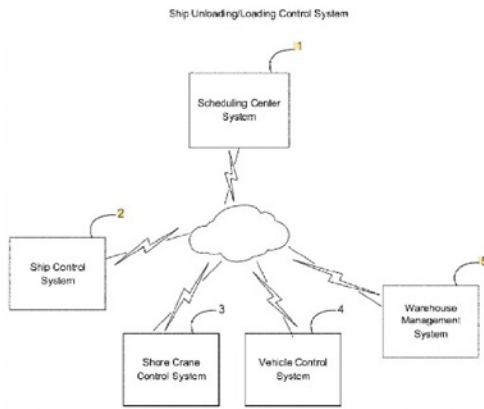 Ship Unloading/Loading Control System
1
Scheduling Center
System
2
Ship Control
System
3
Shore Crane
Control System
4
Vehicle Control
System
5
Warehouse
Management
System